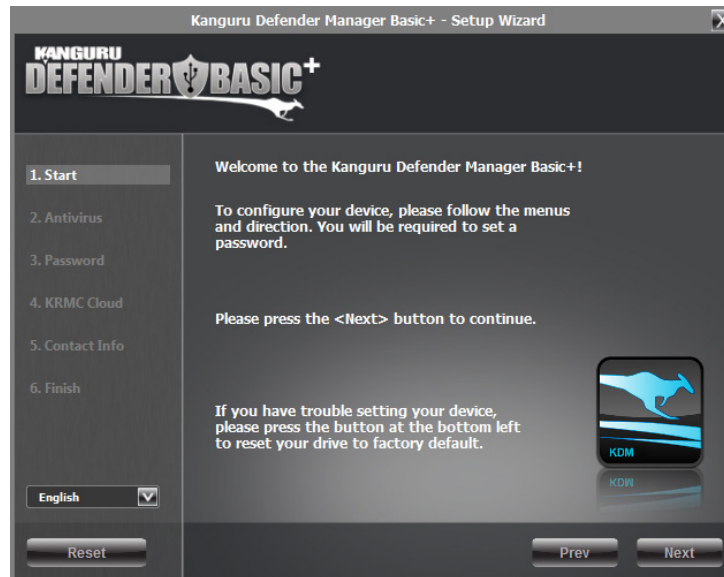 Kanguru Defender Manager Basic+ - Setup Wizard
KANGURU
DEFENDER BASIC+
1. Start
2. Antivirus
3. Password
4. KRMC Cloud
5. Contact Info
6. Finish
English
Reset
Welcome to the Kanguru Defender Manager Basic+!
To configure your device, please follow the menus
and direction. You will be required to set a
password.
Please press the <Next> button to continue.
If you have trouble setting your device,
please press the button at the bottom left
to reset your drive to factory default.
KDM
Prev
Next